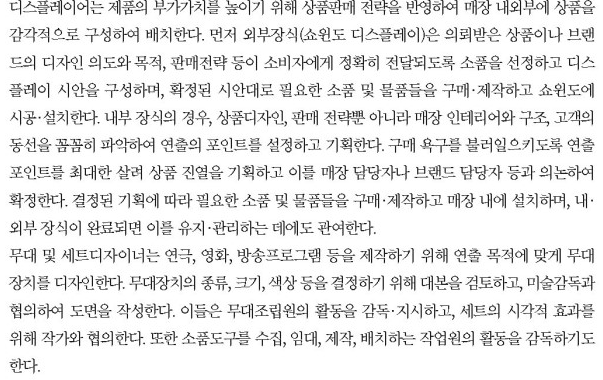 디스플레이어는 제품의 부가가치를 높이기 위해 상품판매 전략을 반영하여 매장 내외부에 상품을
감각적으로 구성하여 배치한다. 먼저 외부장식(쇼윈도 디스플레이)은 의뢰받은 상품이나 브랜
드의 디자인 의도와 목적, 판매전략 등이 소비자에게 정확히 전달되도록 소품을 선정하고 디스
플레이 시안을 구성하며, 확정된 시안대로 필요한 소품 및 물품들을 구매·제작하고 쇼윈도에
시공·설치한다. 내부 장식의 경우, 상품디자인, 판매 전략뿐 아니라 매장 인테리어와 구조, 고객의
동선을 꼼꼼히 파악하여 연출의 포인트를 설정하고 기획한다. 구매 욕구를 불러일으키도록 연출
포인트를 최대한 살려 상품 진열을 기획하고 이를 매장 담당자나 브랜드 담당자 등과 의논하여
확정한다. 결정된 기획에 따라 필요한 소품 및 물품들을 구매·제작하고 매장 내에 설치하며, 내·
외부 장식이 완료되면 이를 유지·관리하는 데에도 관여한다.
무대 및 세트디자이너는 연극, 영화, 방송프로그램 등을 제작하기 위해 연출 목적에 맞게 무대
장치를 디자인한다. 무대장치의 종류, 크기, 색상 등을 결정하기 위해 대본을 검토하고, 미술감독과
협의하여 도면을 작성한다. 이들은 무대조립원의 활동을 감독·지시하고, 세트의 시각적 효과를
위해 작가와 협의한다. 또한 소품도구를 수집, 임대, 제작, 배치하는 작업원의 활동을 감독하기도
한다.